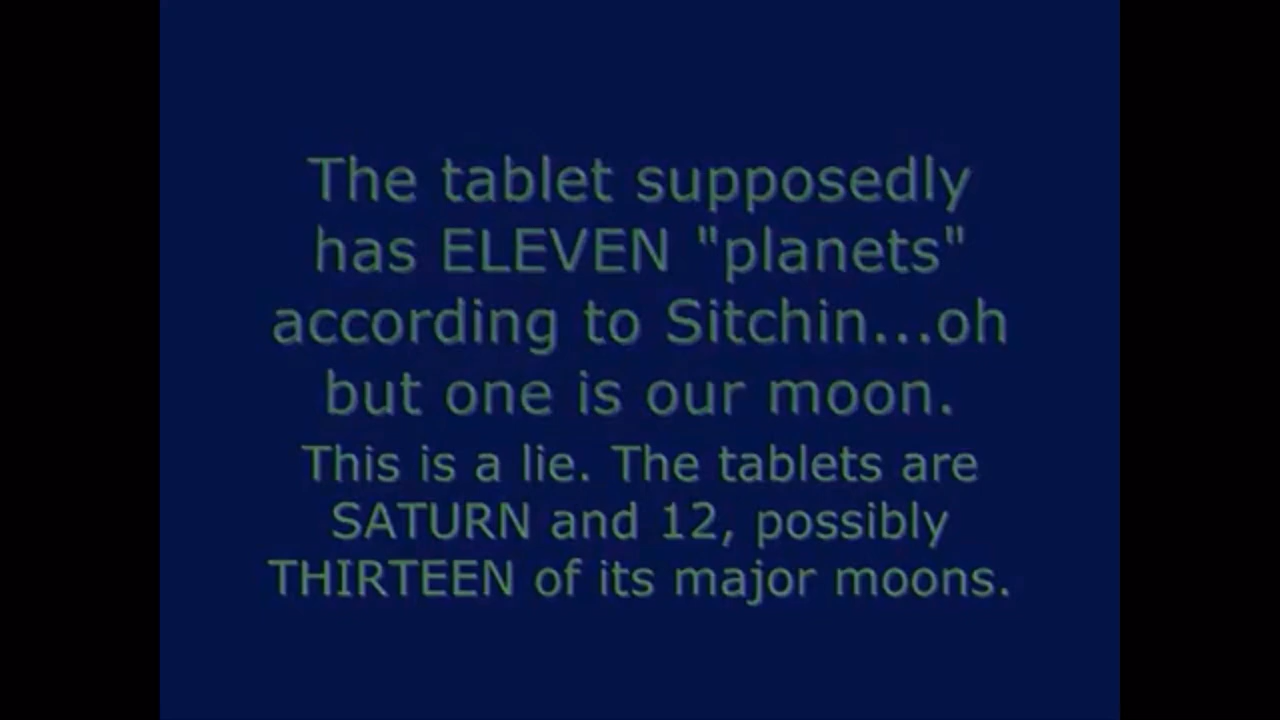 The tablet supposedly
has ELEVEN "planets"
according to Sitchin...oh
but one is our moon.
This is a lie. The tablets are
SATURN and 12, possibly
THIRTEEN of its major moons.